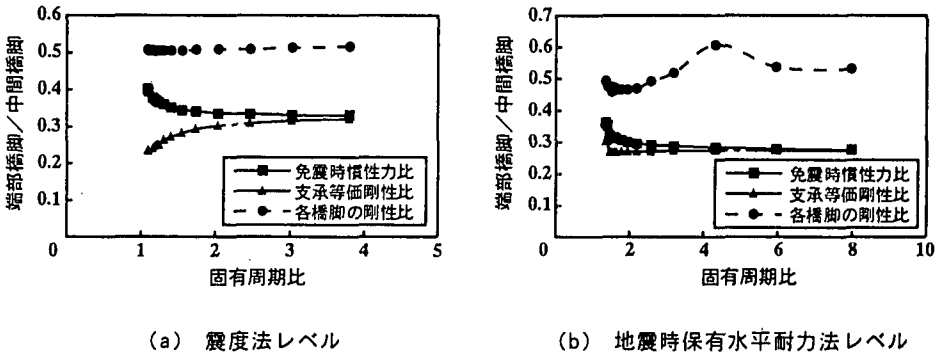 端部橋脚／中間橋脚
0.6
0.5
0.4
0.3
0.2
0.1
0
0
1
2
3
4
5
免震時慣性力比
支承等価剛性比
各橋脚の剛性比
固有周期比
(a) 震度法レベル
端部橋脚／中間橋脚
0.7
0.6
0.5
0.4
0.3
0.2
0.1
0
0
2
4
6
8
10
免震時慣性力比
支承等価剛性比
各橋脚の剛性比
固有周期比
(b) 地震時保有水平耐力法レベル